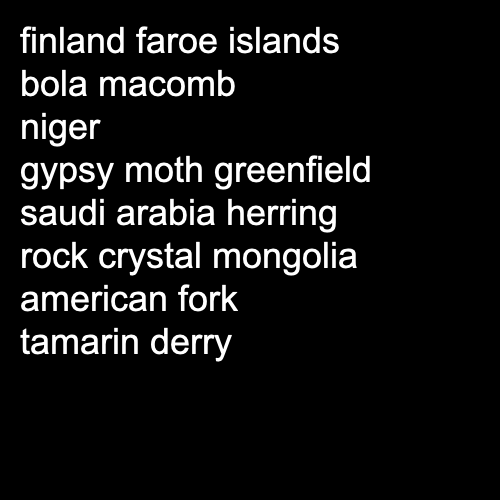 finland faroe islands
bola macomb
niger
gypsy moth greenfield
saudi arabia herring
rock crystal mongolia
american fork
tamarin derry